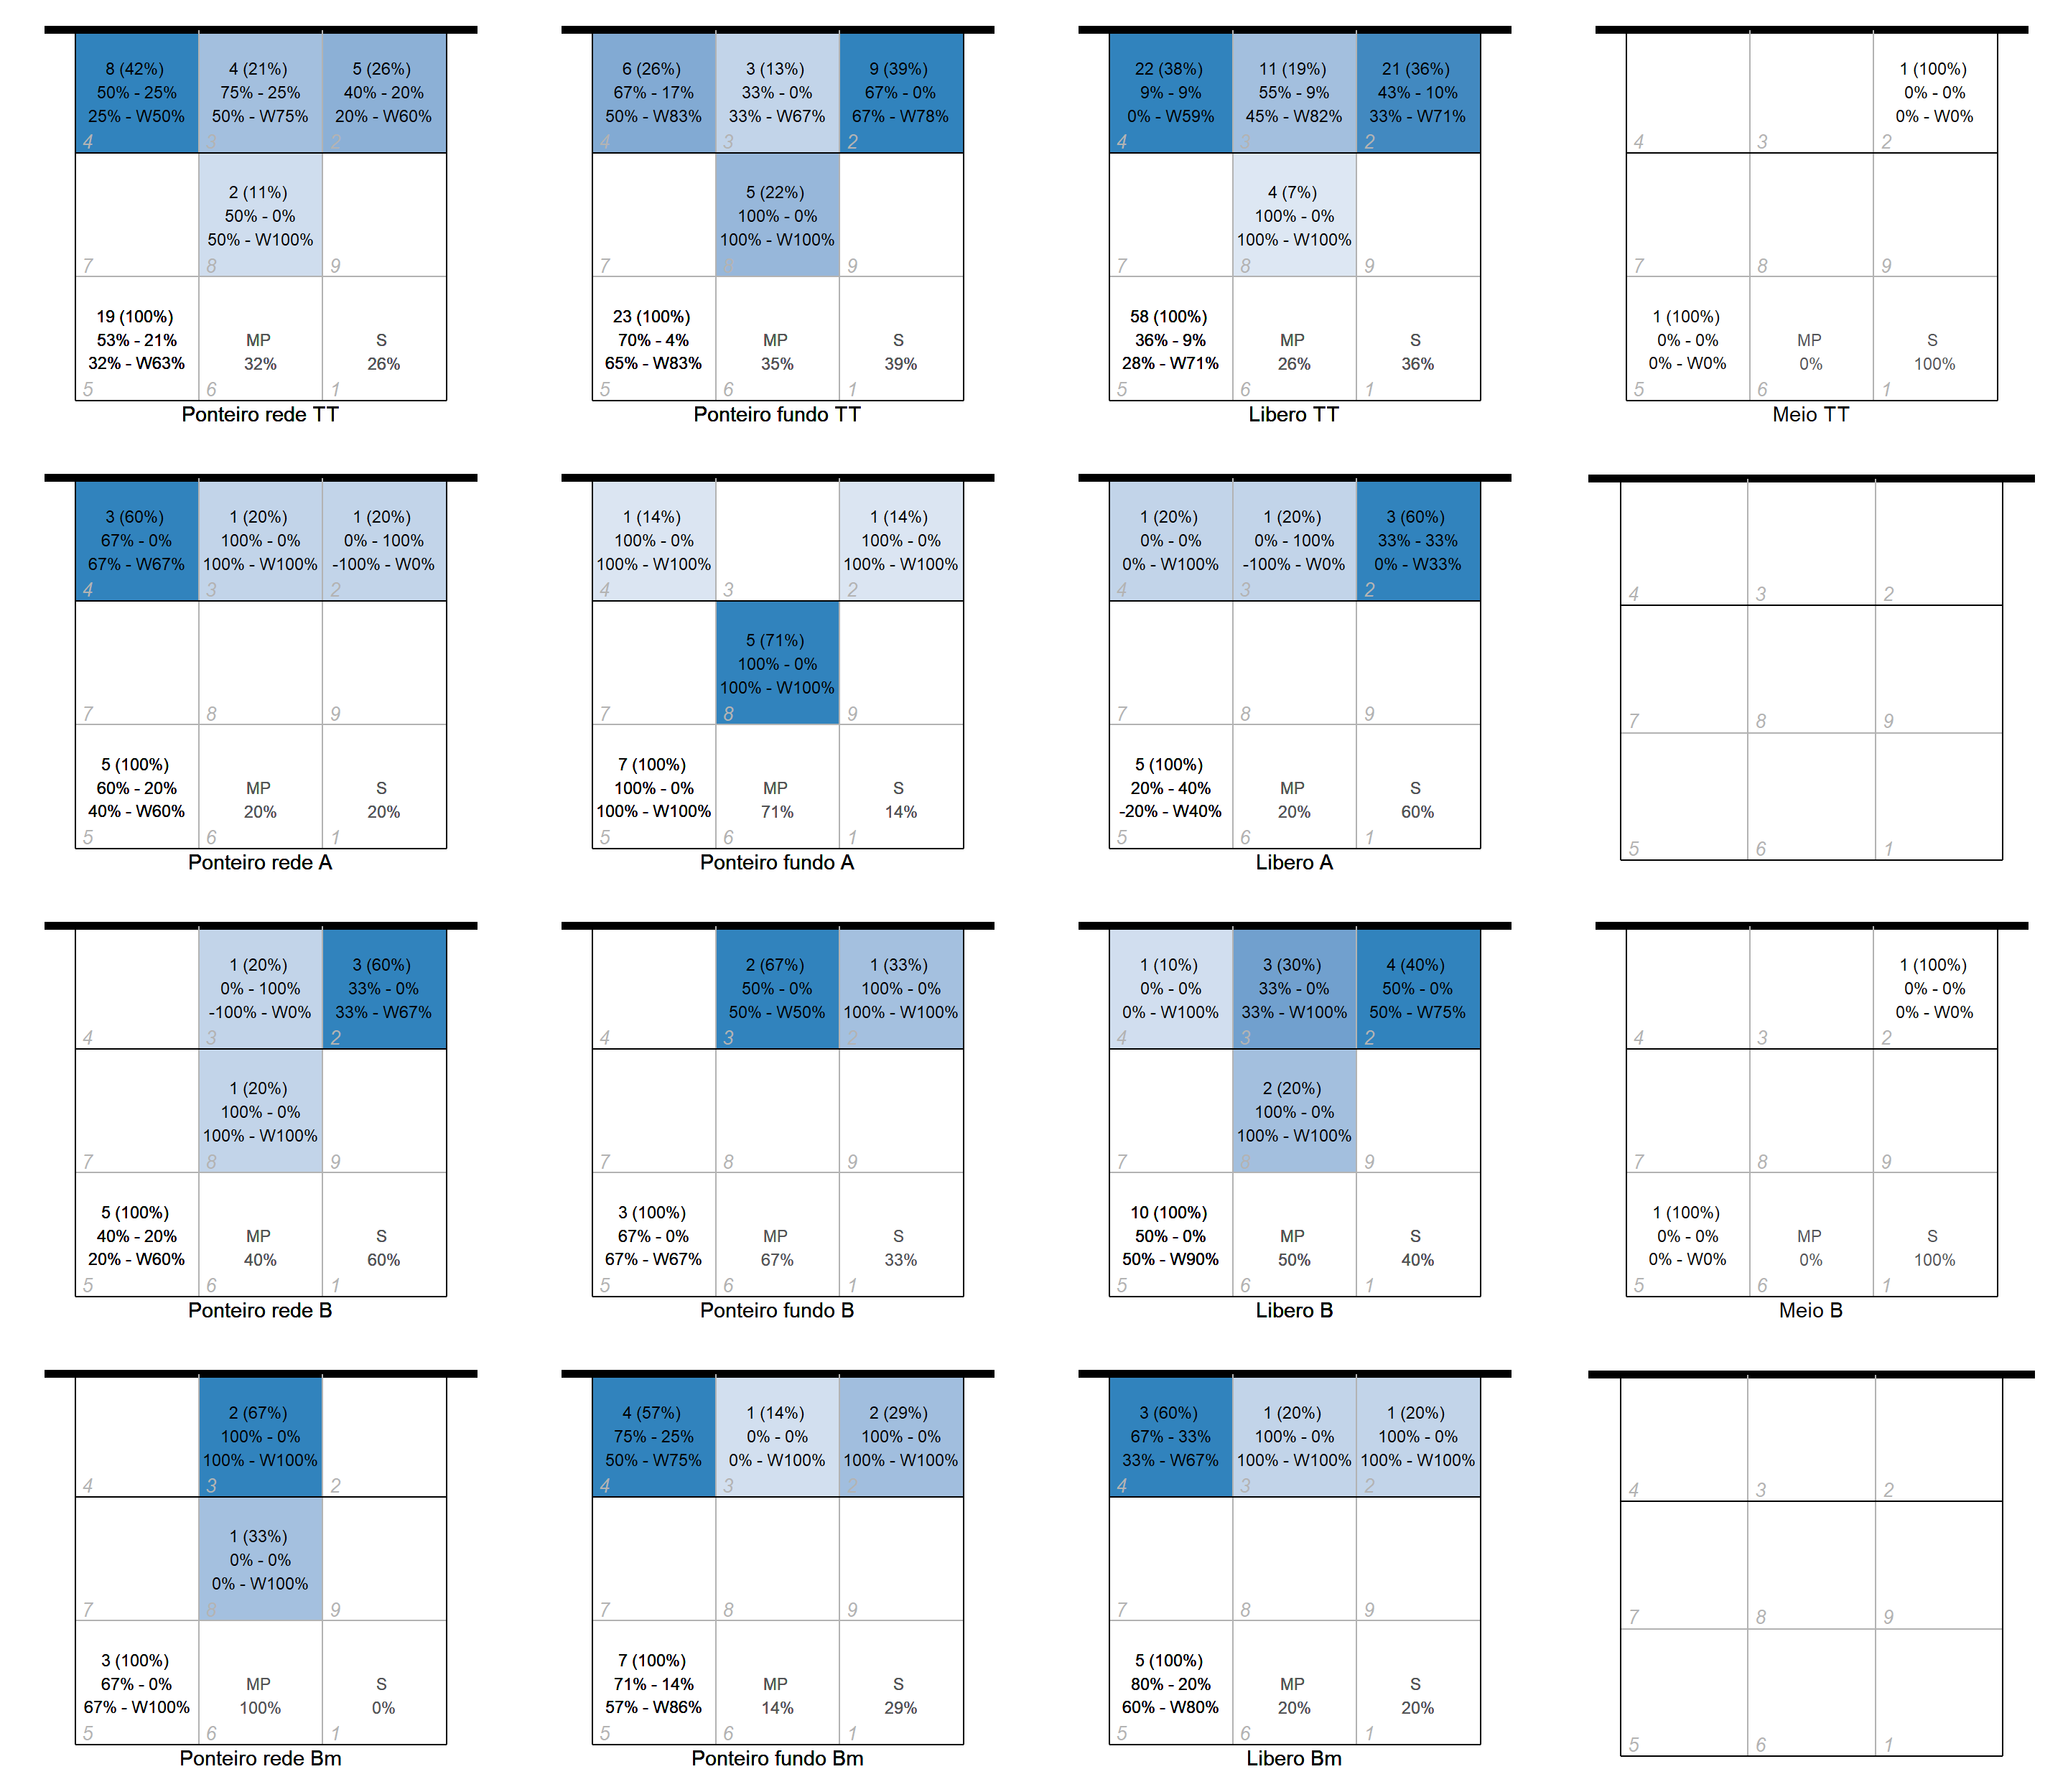 8 (42%)
50% - 25%
25% - W50%
4
4 (21%)
75% - 25%
50% - W75%
3
5 (26%)
40% - 20%
20% - W60%
2
7
2 (11%)
50% - 0%
50% - W100%
8
9
19 (100%)
53% - 21%
32% - W63%
5
MP
32%
6
S
26%
1
Ponteiro rede TT
6 (26%)
67% - 17%
50% - W83%
4
3 (13%)
33% - 0%
33% - W67%
3
9 (39%)
67% - 0%
67% - W78%
2
7
5 (22%)
100% - 0%
100% - W100%
8
9
23 (100%)
70% - 4%
65% - W83%
5
MP
35%
6
S
39%
1
Ponteiro fundo TT
22 (38%)
9% - 9%
0% - W59%
4
11 (19%)
55% - 9%
45% - W82%
3
21 (36%)
43% - 10%
33% - W71%
2
7
4 (7%)
100% - 0%
100% - W100%
8
9
58 (100%)
36% - 9%
28% - W71%
5
MP
26%
6
S
36%
1
Libero TT
4
3
1 (100%)
0% - 0%
0% - W0%
2
7
8
9
1 (100%)
0% - 0%
0% - W0%
5
MP
0%
6
S
100%
1
Meio TT
3 (60%)
67% - 0%
67% - W67%
4
1 (20%)
100% - 0%
100% - W100%
3
1 (20%)
0% - 100%
-100% - W0%
2
7
8
9
5 (100%)
60% - 20%
40% - W60%
5
MP
20%
6
S
20%
1
Ponteiro rede A
1 (14%)
100% - 0%
100% - W100%
4
3
1 (14%)
100% - 0%
100% - W100%
2
7
5 (71%)
100% - 0%
100% - W100%
8
9
7 (100%)
100% - 0%
100% - W100%
5
MP
71%
6
S
14%
1
Ponteiro fundo A
1 (20%)
0% - 0%
0% - W100%
4
1 (20%)
0% - 100%
-100% - W0%
3
3 (60%)
33% - 33%
0% - W33%
2
7
8
9
5 (100%)
20% - 40%
-20% - W40%
5
MP
20%
6
S
60%
1
Libero A
4
3
2
7
8
9
5
6
1
4
1 (20%)
0% - 100%
-100% - W0%
3
3 (60%)
33% - 0%
33% - W67%
2
7
1 (20%)
100% - 0%
100% - W100%
8
9
5 (100%)
40% - 20%
20% - W60%
5
MP
40%
6
S
60%
1
Ponteiro rede B
4
2 (67%)
50% - 0%
50% - W50%
3
1 (33%)
100% - 0%
100% - W100%
2
7
8
9
3 (100%)
67% - 0%
67% - W67%
5
MP
67%
6
S
33%
1
Ponteiro fundo B
1 (10%)
0% - 0%
0% - W100%
4
3 (30%)
33% - 0%
33% - W100%
3
4 (40%)
50% - 0%
50% - W75%
2
7
2 (20%)
100% - 0%
100% - W100%
8
9
10 (100%)
50% - 0%
50% - W90%
5
MP
50%
6
S
40%
1
Libero B
4
3
1 (100%)
0% - 0%
0% - W0%
2
7
8
9
1 (100%)
0% - 0%
0% - W0%
5
MP
0%
6
S
100%
1
Meio B
4
2 (67%)
100% - 0%
100% - W100%
3
2
7
1 (33%)
0% - 0%
0% - W100%
8
9
3 (100%)
67% - 0%
67% - W100%
5
MP
100%
6
S
0%
1
Ponteiro rede Bm
4 (57%)
75% - 25%
50% - W75%
4
1 (14%)
0% - 0%
0% - W100%
3
2 (29%)
100% - 0%
100% - W100%
2
7
8
9
7 (100%)
71% - 14%
57% - W86%
5
MP
14%
6
S
29%
1
Ponteiro fundo Bm
3 (60%)
67% - 33%
33% - W67%
4
1 (20%)
100% - 0%
100% - W100%
3
1 (20%)
100% - 0%
100% - W100%
2
7
8
9
5 (100%)
80% - 20%
60% - W80%
5
MP
20%
6
S
20%
1
Libero Bm
4
3
2
7
8
9
5
6
1